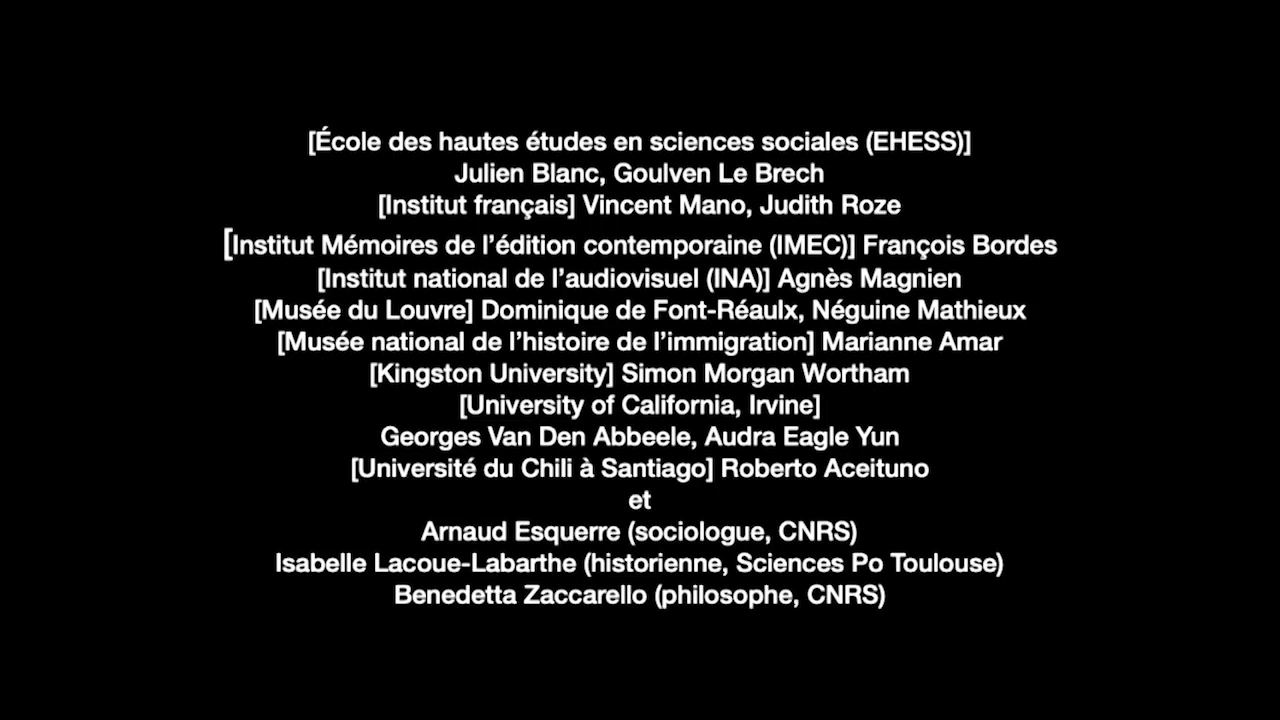 [École des hautes études en sciences sociales (EHESS)]
Julien Blanc, Goulven Le Brech
[Institut français] Vincent Mano, Judith Roze
[Institut Mémoires de l’édition contemporaine (IMEC)] François Bordes
[Institut national de l’audiovisuel (INA)] Agnès Magnien
[Musée du Louvre] Dominique de Font-Réaulx, Néguine Mathieux
[Musée national de l’histoire de l’immigration] Marianne Amar
[Kingston University] Simon Morgan Wortham
[University of California, Irvine]
Georges Van Den Abbeele, Audra Eagle Yun
[Université du Chili à Santiago] Roberto Aceituno
et
Arnaud Esquerre (sociologue, CNRS)
Isabelle Lacoue-Labarthe (historienne, Sciences Po Toulouse)
Benedetta Zaccarello (philosophe, CNRS)